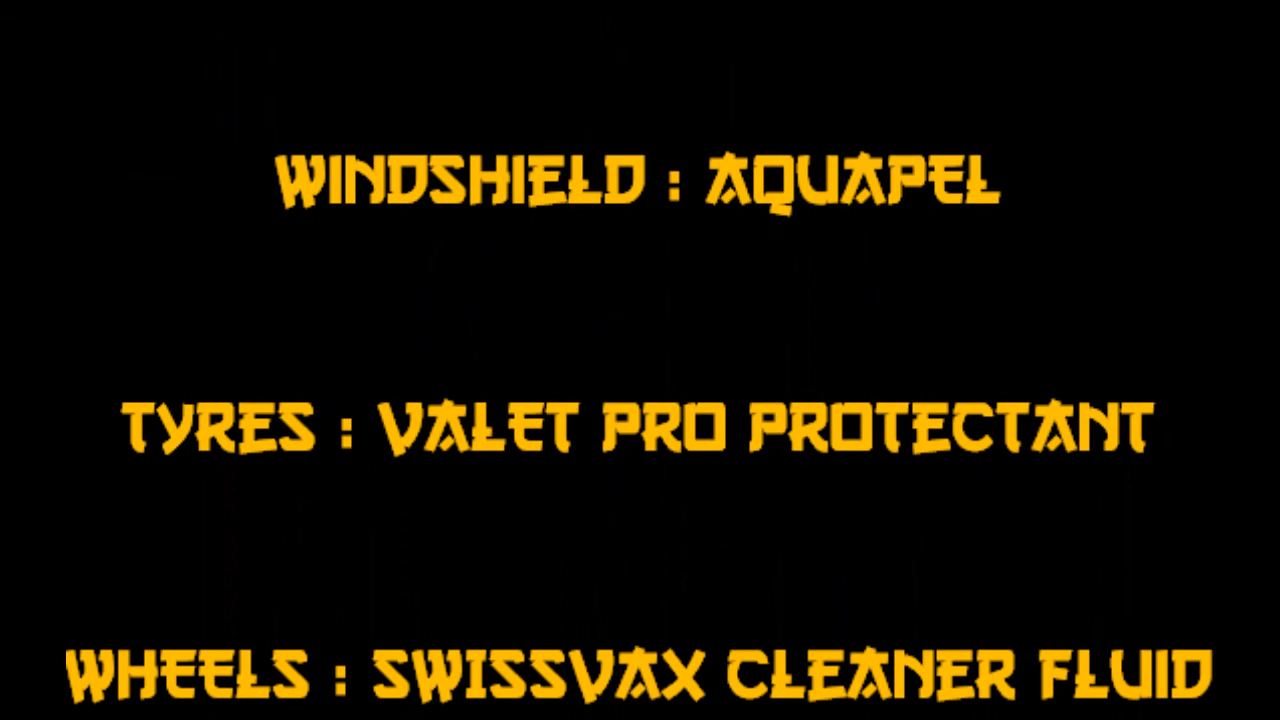 WINDSHIELD : AQUAPEL
TYRES : VALET PRO PROTECTANT
WHEELS : SWISSVAX CLEANER FLUID